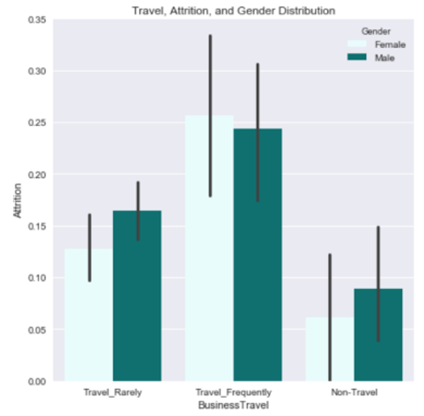 Travel, Attrition, and Gender Distribution
Gender
Female
Male
0.35
0.30
0.25
0.20
0.15
0.10
0.05
0.00
Attrition
Travel_Rarely
Travel_Frequently
Non-Travel
BusinessTravel